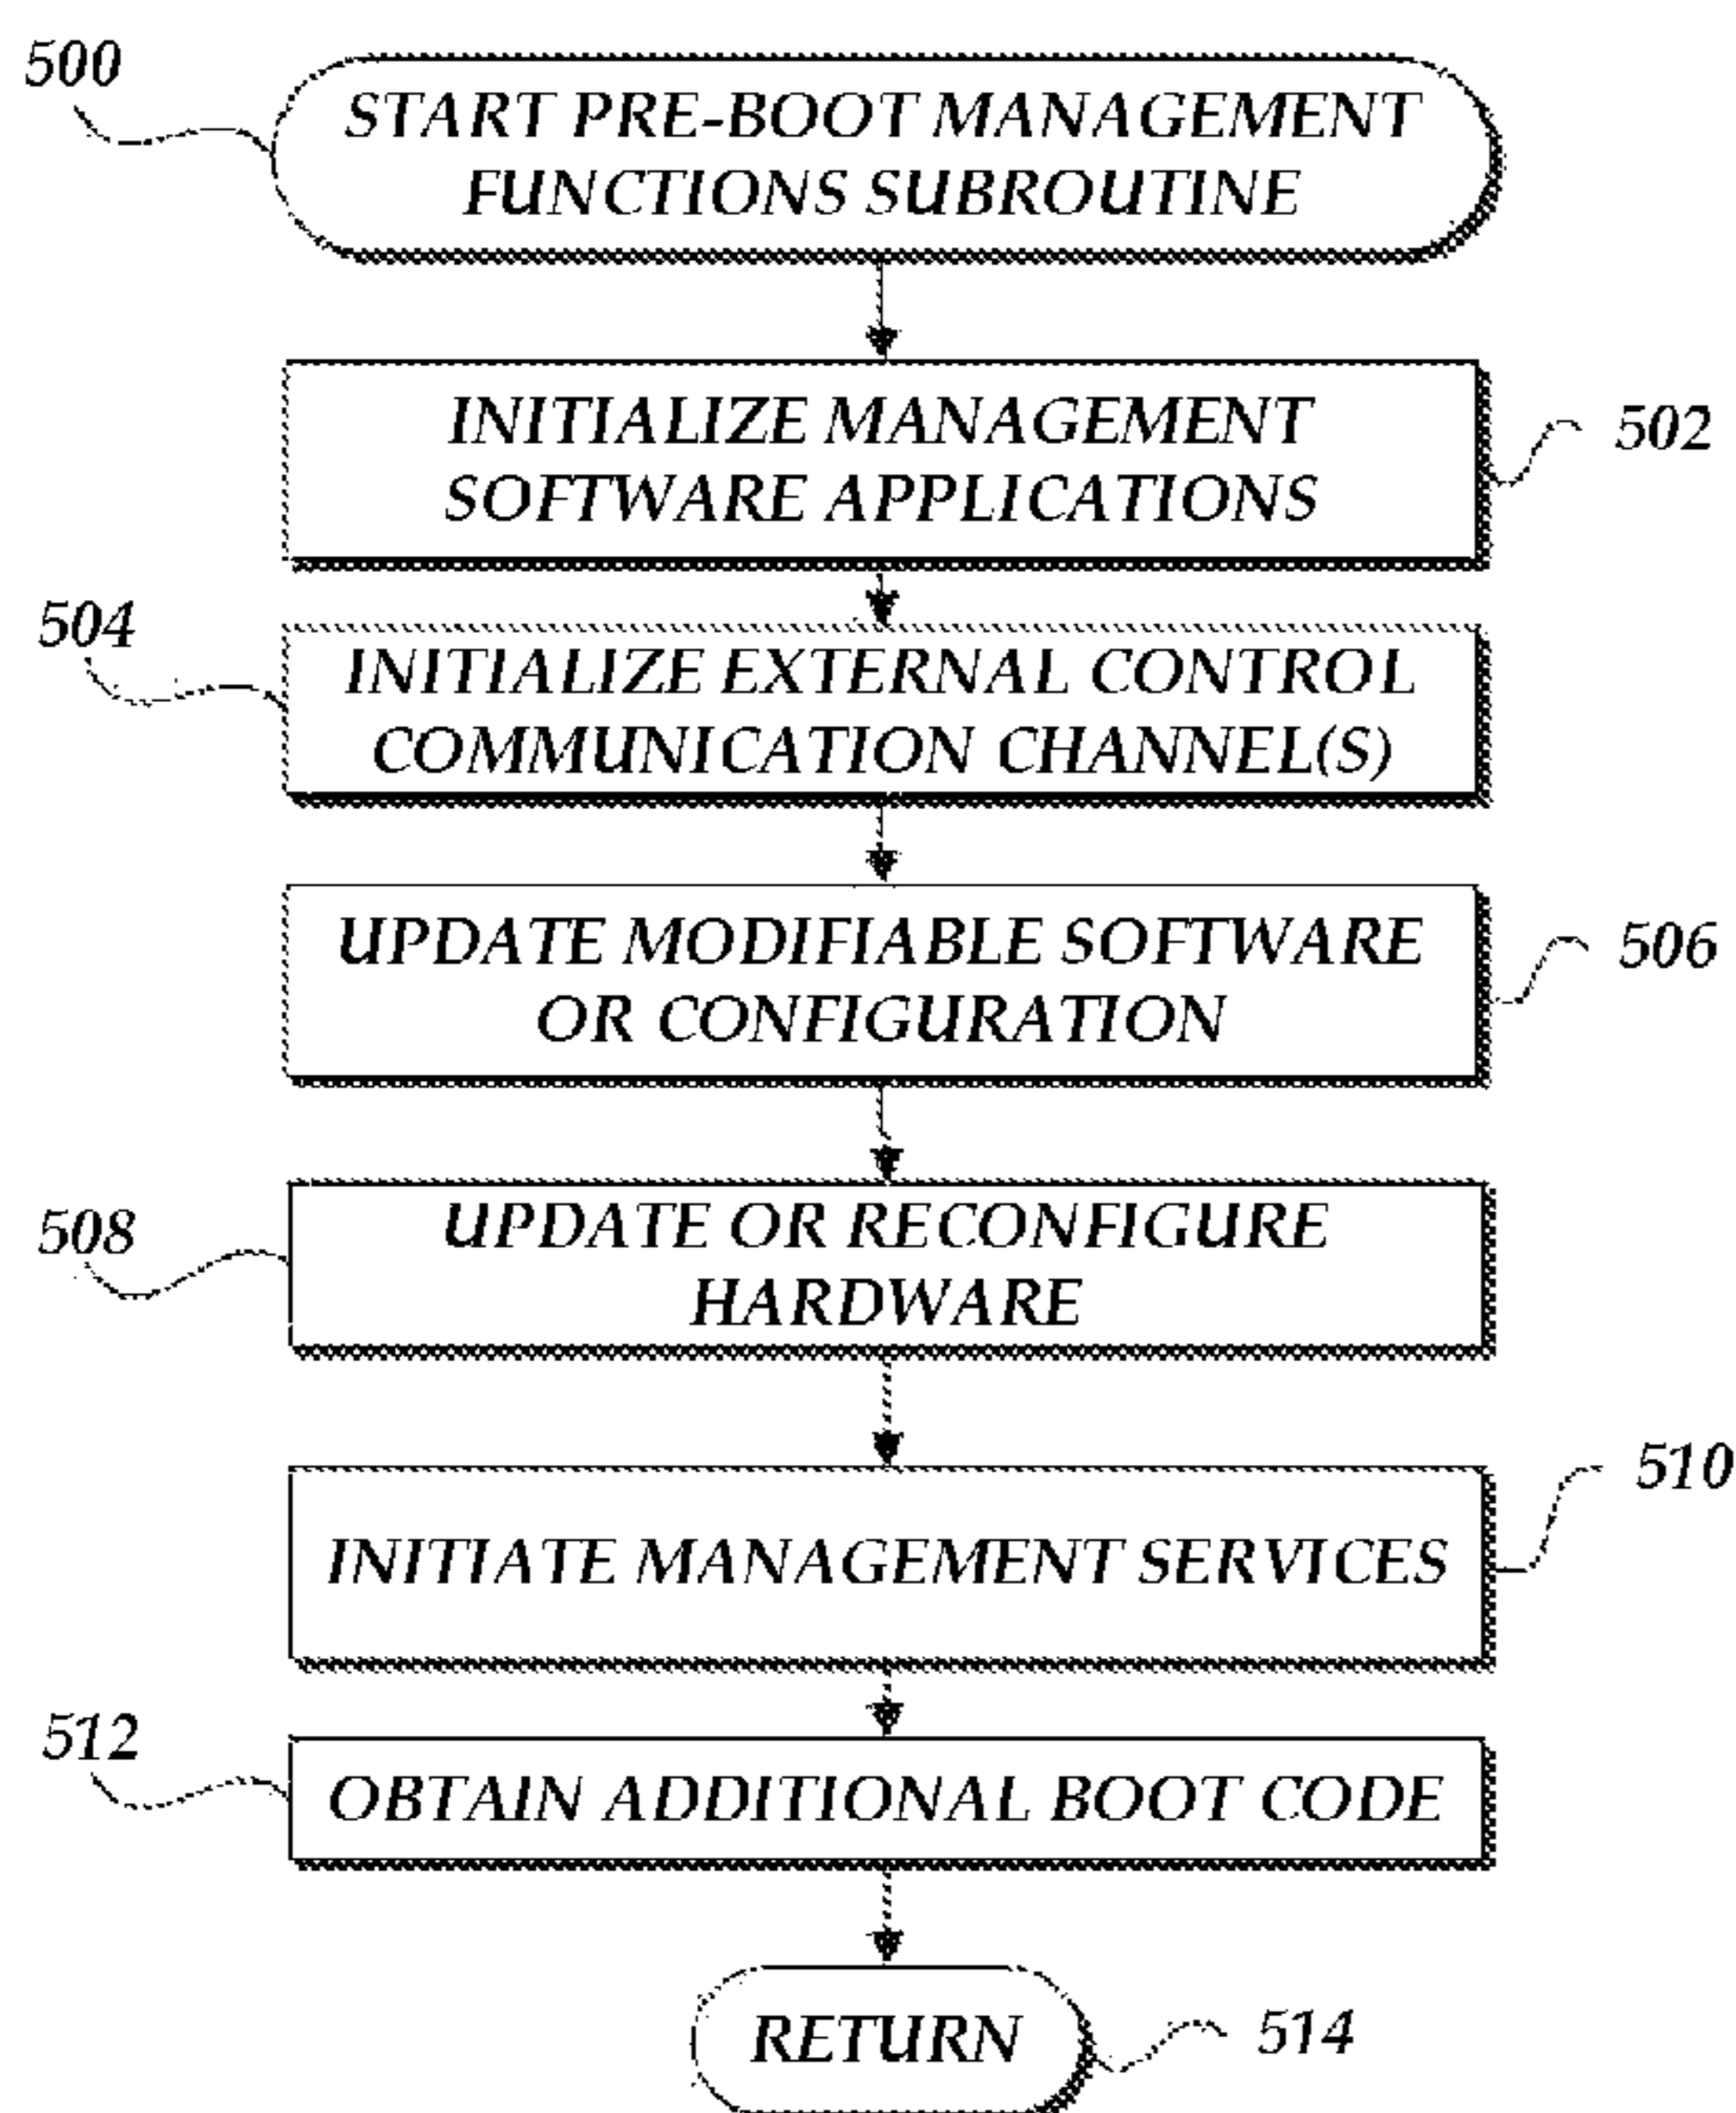 500
START PRE-BOOT MANAGEMENT
FUNCTIONS SUBROUTINE
INITIALIZE MANAGEMENT
SOFTWARE APPLICATIONS
502
504
INITIALIZE EXTERNAL CONTROL
COMMUNICATION CHANNEL(S)
UPDATE MODIFIABLE SOFTWARE
OR CONFIGURATION
506
508
UPDATE OR RECONFIGURE
HARDWARE
510
INITIATE MANAGEMENT SERVICES
512
OBTAIN ADDITIONAL BOOT CODE
RETURN
514